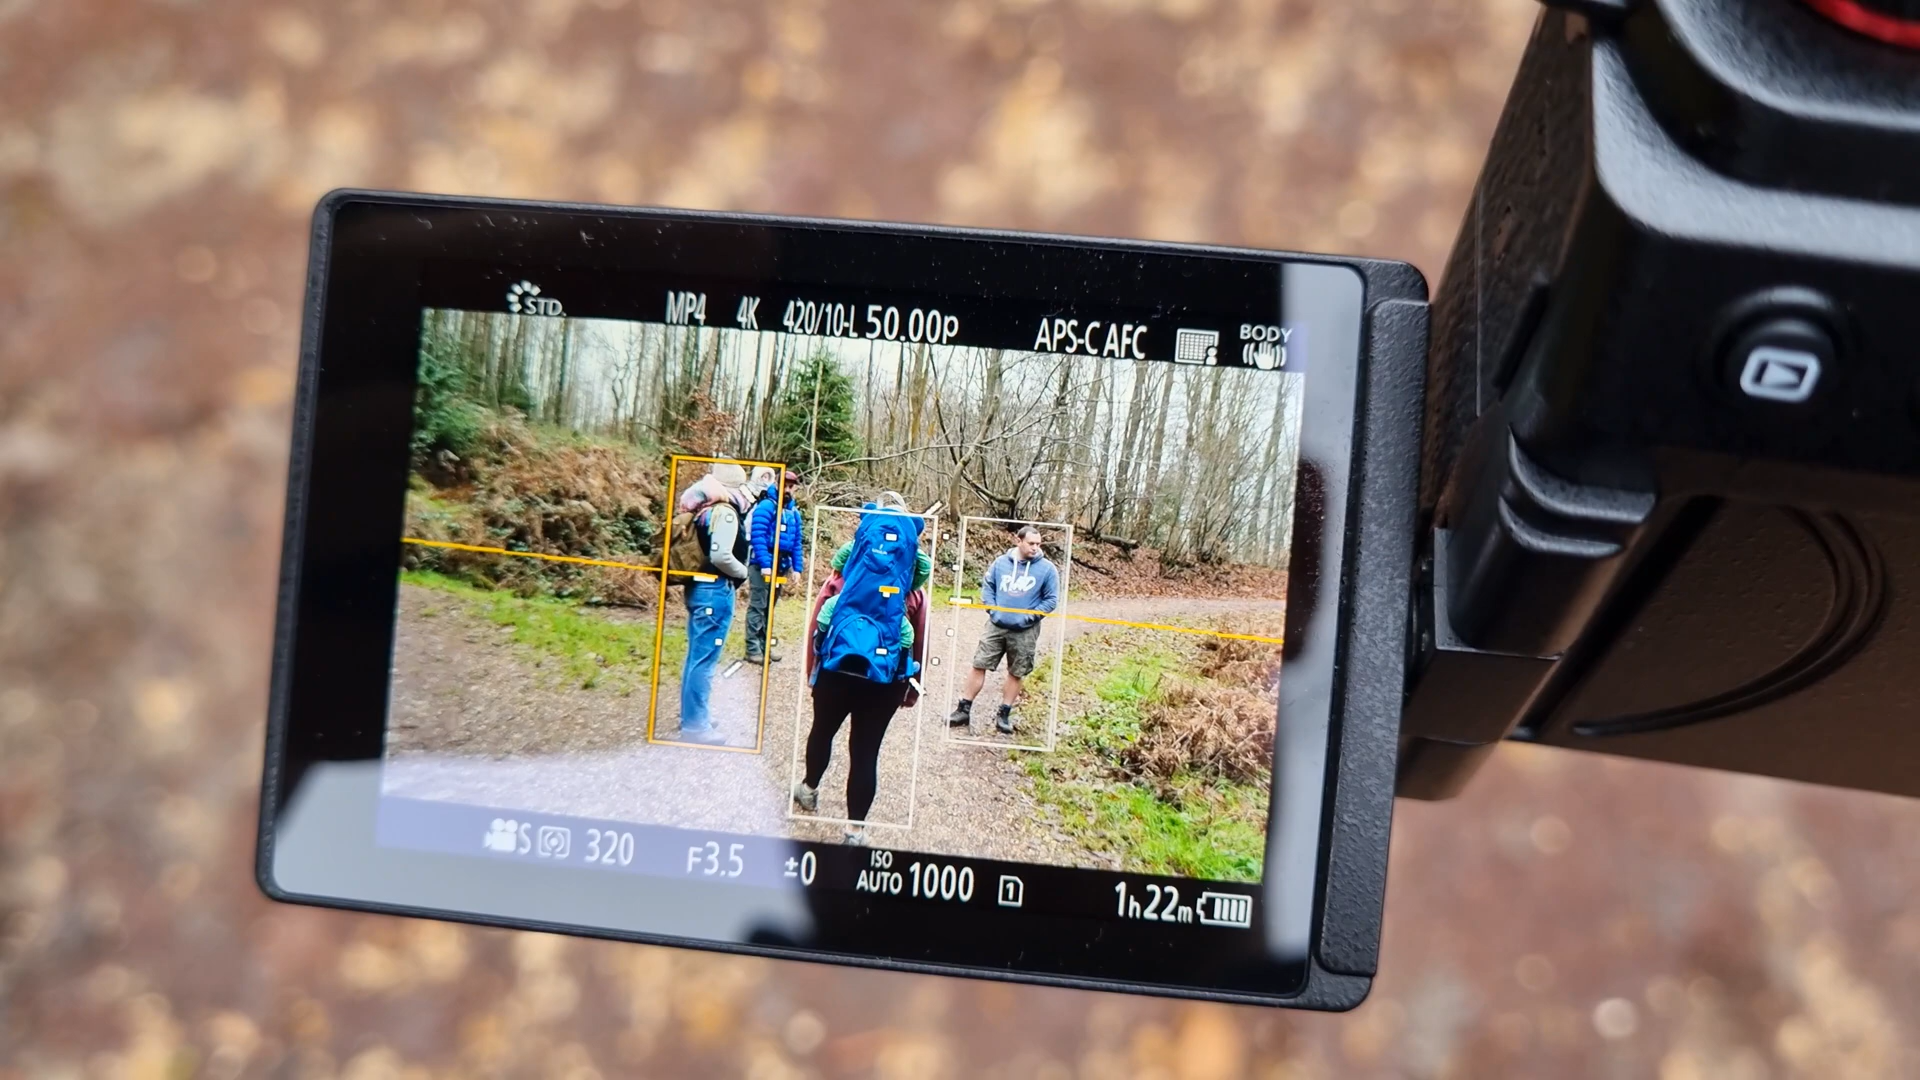 STD.
MP4 4K 420/10-L 50.00p APS-C AFC BODY
S 320 F3.5 ±0 ISO AUTO 1000 1 1h22m